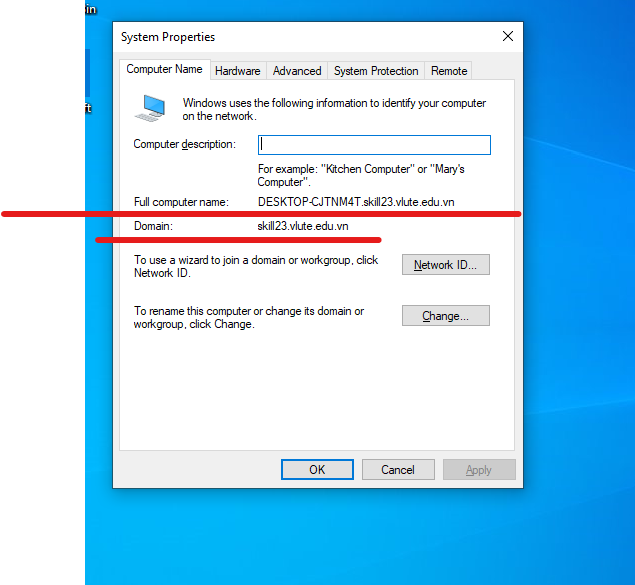 in
ft
System Properties
Computer Name Hardware Advanced System Protection Remote
Windows uses the following information to identify your computer
on the network.
Computer description:
For example: "Kitchen Computer" or "Mary's
Computer".
Full computer name: DESKTOP-CJTNM4T.skill23.vlute.edu.vn
Domain: skill23.vlute.edu.vn
To use a wizard to join a domain or workgroup, click
Network ID.
Network ID...
To rename this computer or change its domain or
workgroup, click Change.
Change...
OK Cancel Apply